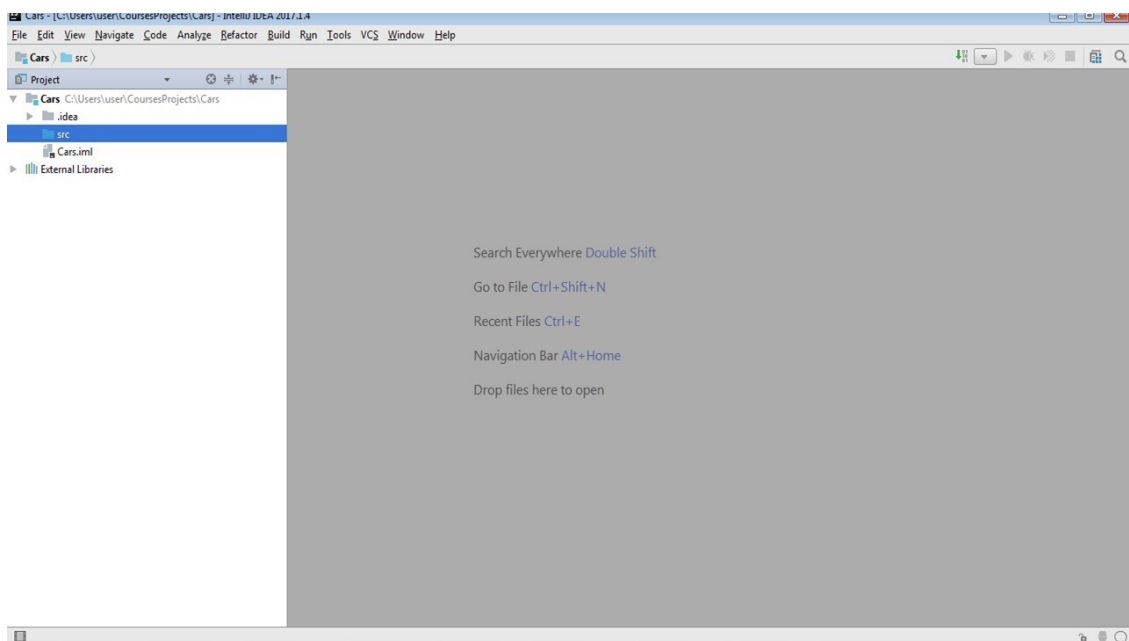 Cars - [C:\Users\user\CoursesProjects\Cars] - IntelliJ IDEA 2017.1.4
File Edit View Navigate Code Analyze Refactor Build Run Tools VCS Window Help
Cars src
Project
Cars C:\Users\user\CoursesProjects\Cars
.idea
src
Cars.iml
External Libraries
Search Everywhere Double Shift
Go to File Ctrl+Shift+N
Recent Files Ctrl+E
Navigation Bar Alt+Home
Drop files here to open